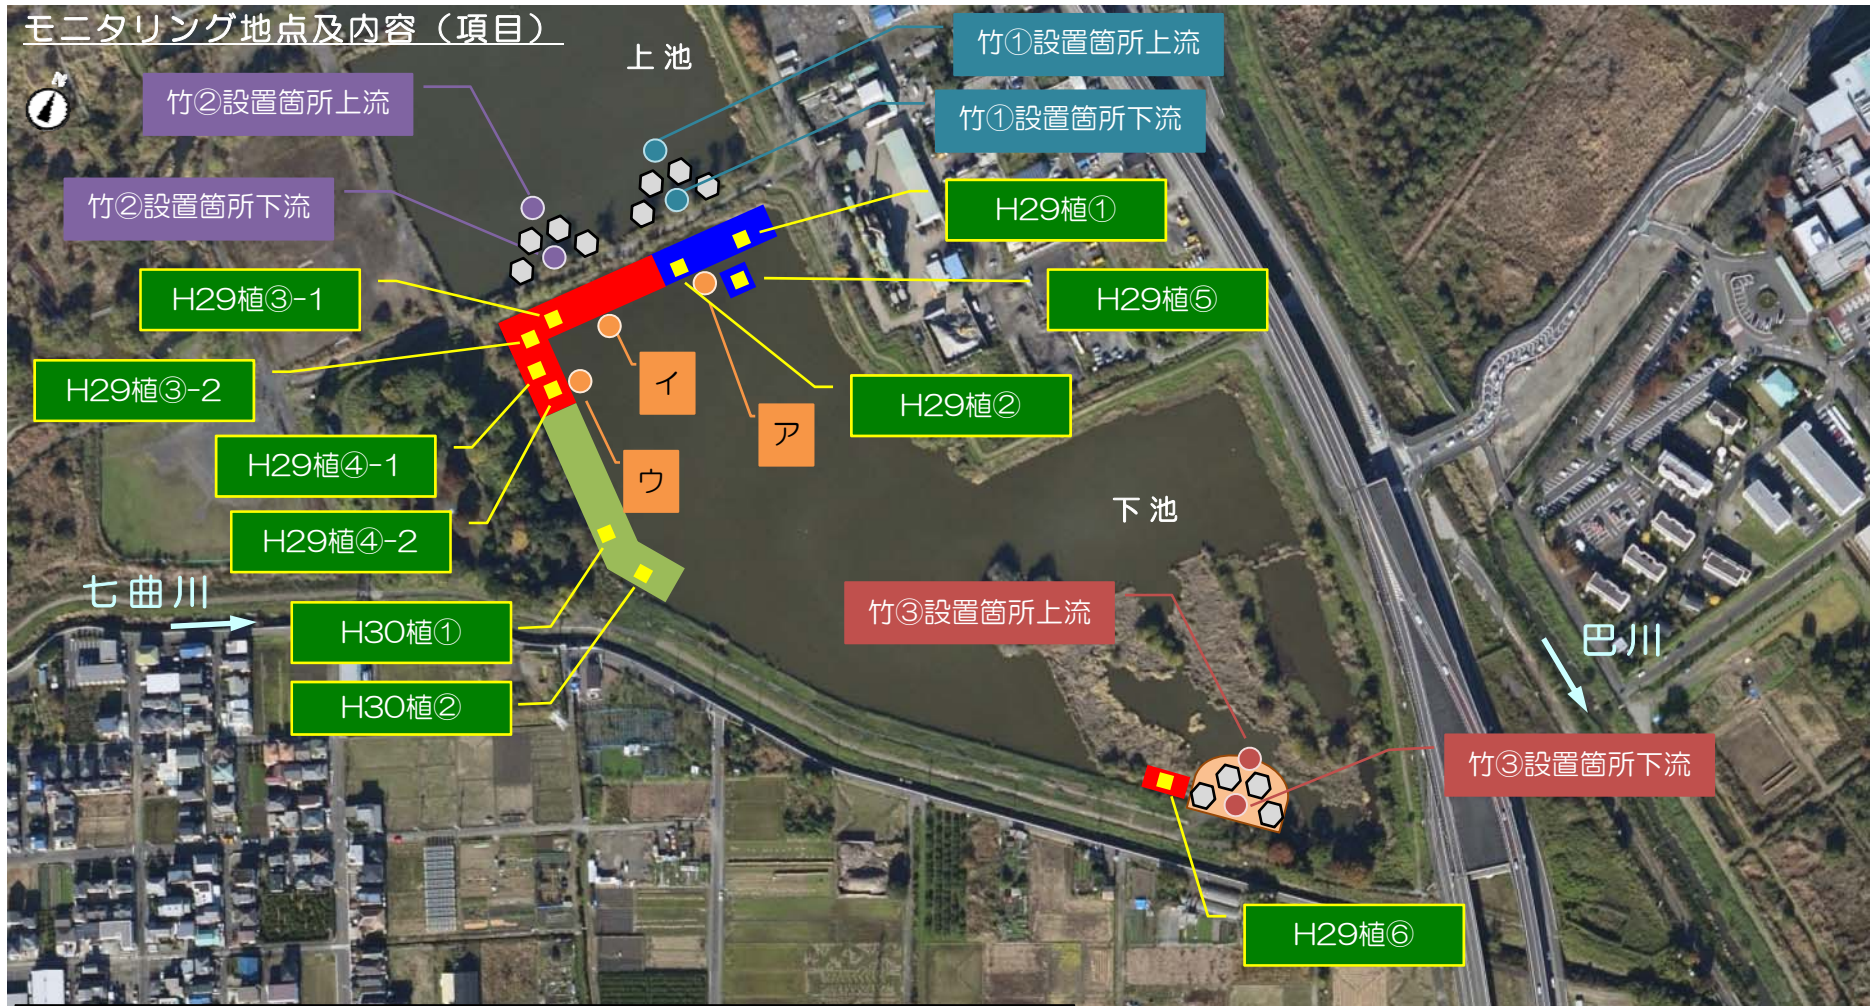 モニタリング地点及内容（項目）
N
上池
竹①設置箇所上流
竹②設置箇所上流
竹①設置箇所下流
竹②設置箇所下流
H29植①
H29植③-1
H29植⑤
H29植③-2
イ
H29植②
ア
H29植④-1
ウ
下池
H29植④-2
七曲川
竹③設置箇所上流
H30植①
巴川
H30植②
竹③設置箇所下流
H29植⑥